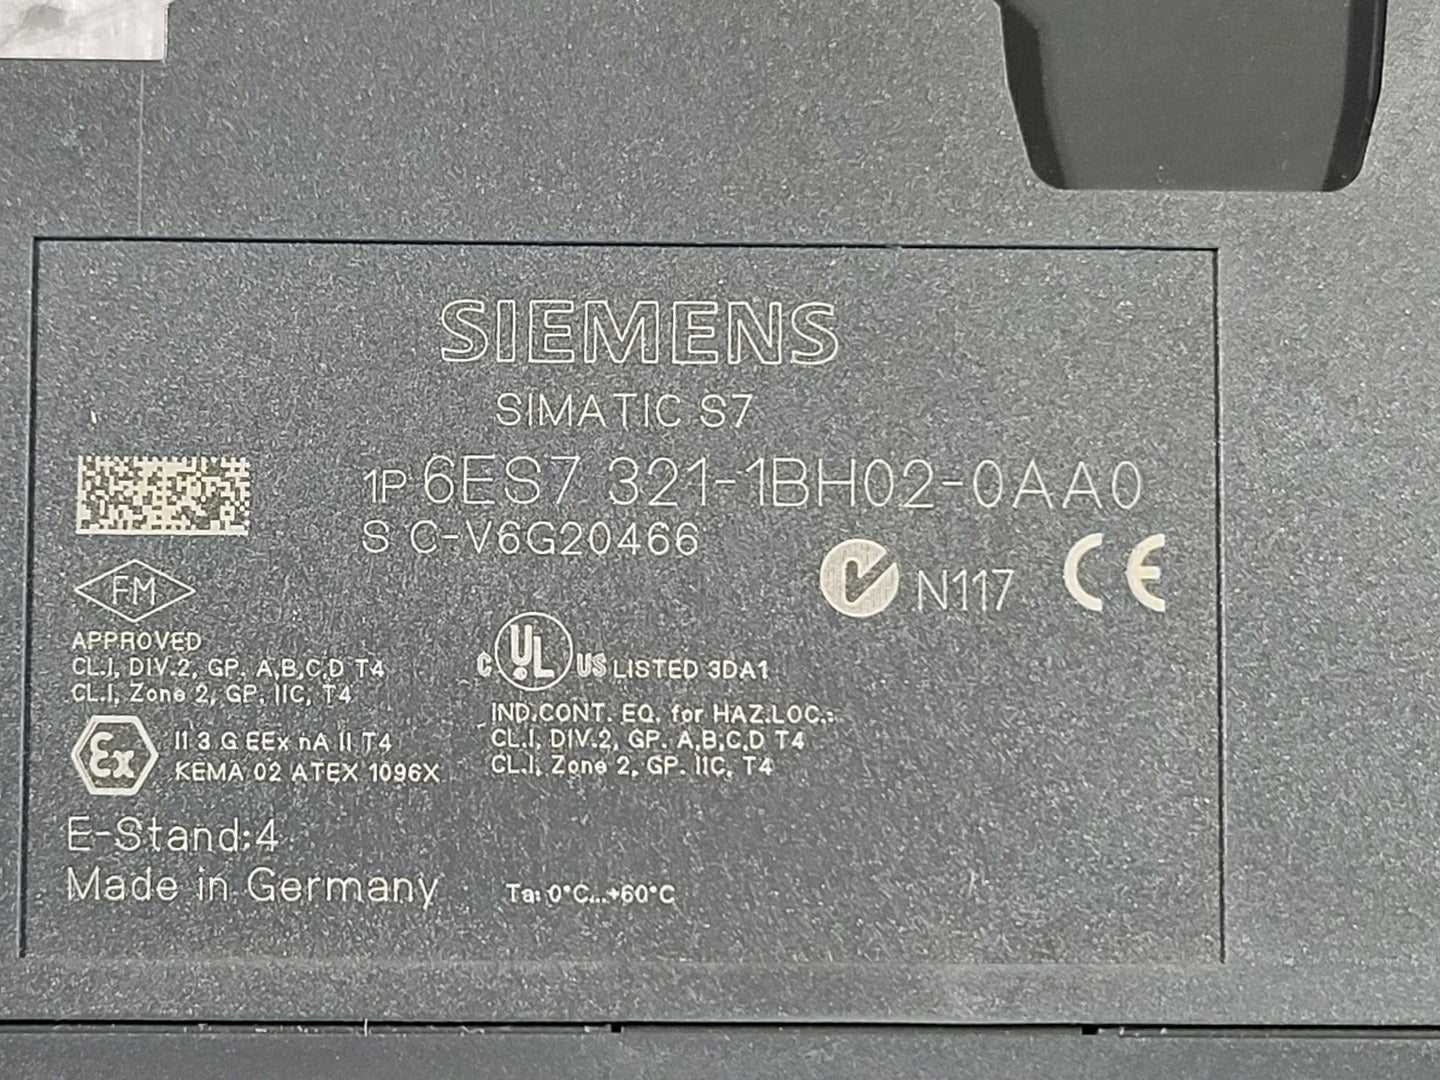 SIEMENS
SIMATIC S7
1P 6ES7 321-1BH02-0AA0
S C-V6G20466
N117 CE
FM
APPROVED
CL.I, DIV.2, GP. A,B,C,D T4
CL.I, Zone 2, GP. IIC, T4
Ex II 3 G EEx nA II T4
KEMA 02 ATEX 1096X
C UL US LISTED 3DA1
IND.CONT. EQ. for HAZ.LOC.:
CL.I, DIV.2, GP. A,B,C,D T4
CL.I, Zone 2, GP. IIC, T4
E-Stand:4
Made in Germany
Ta: 0°C...+60°C